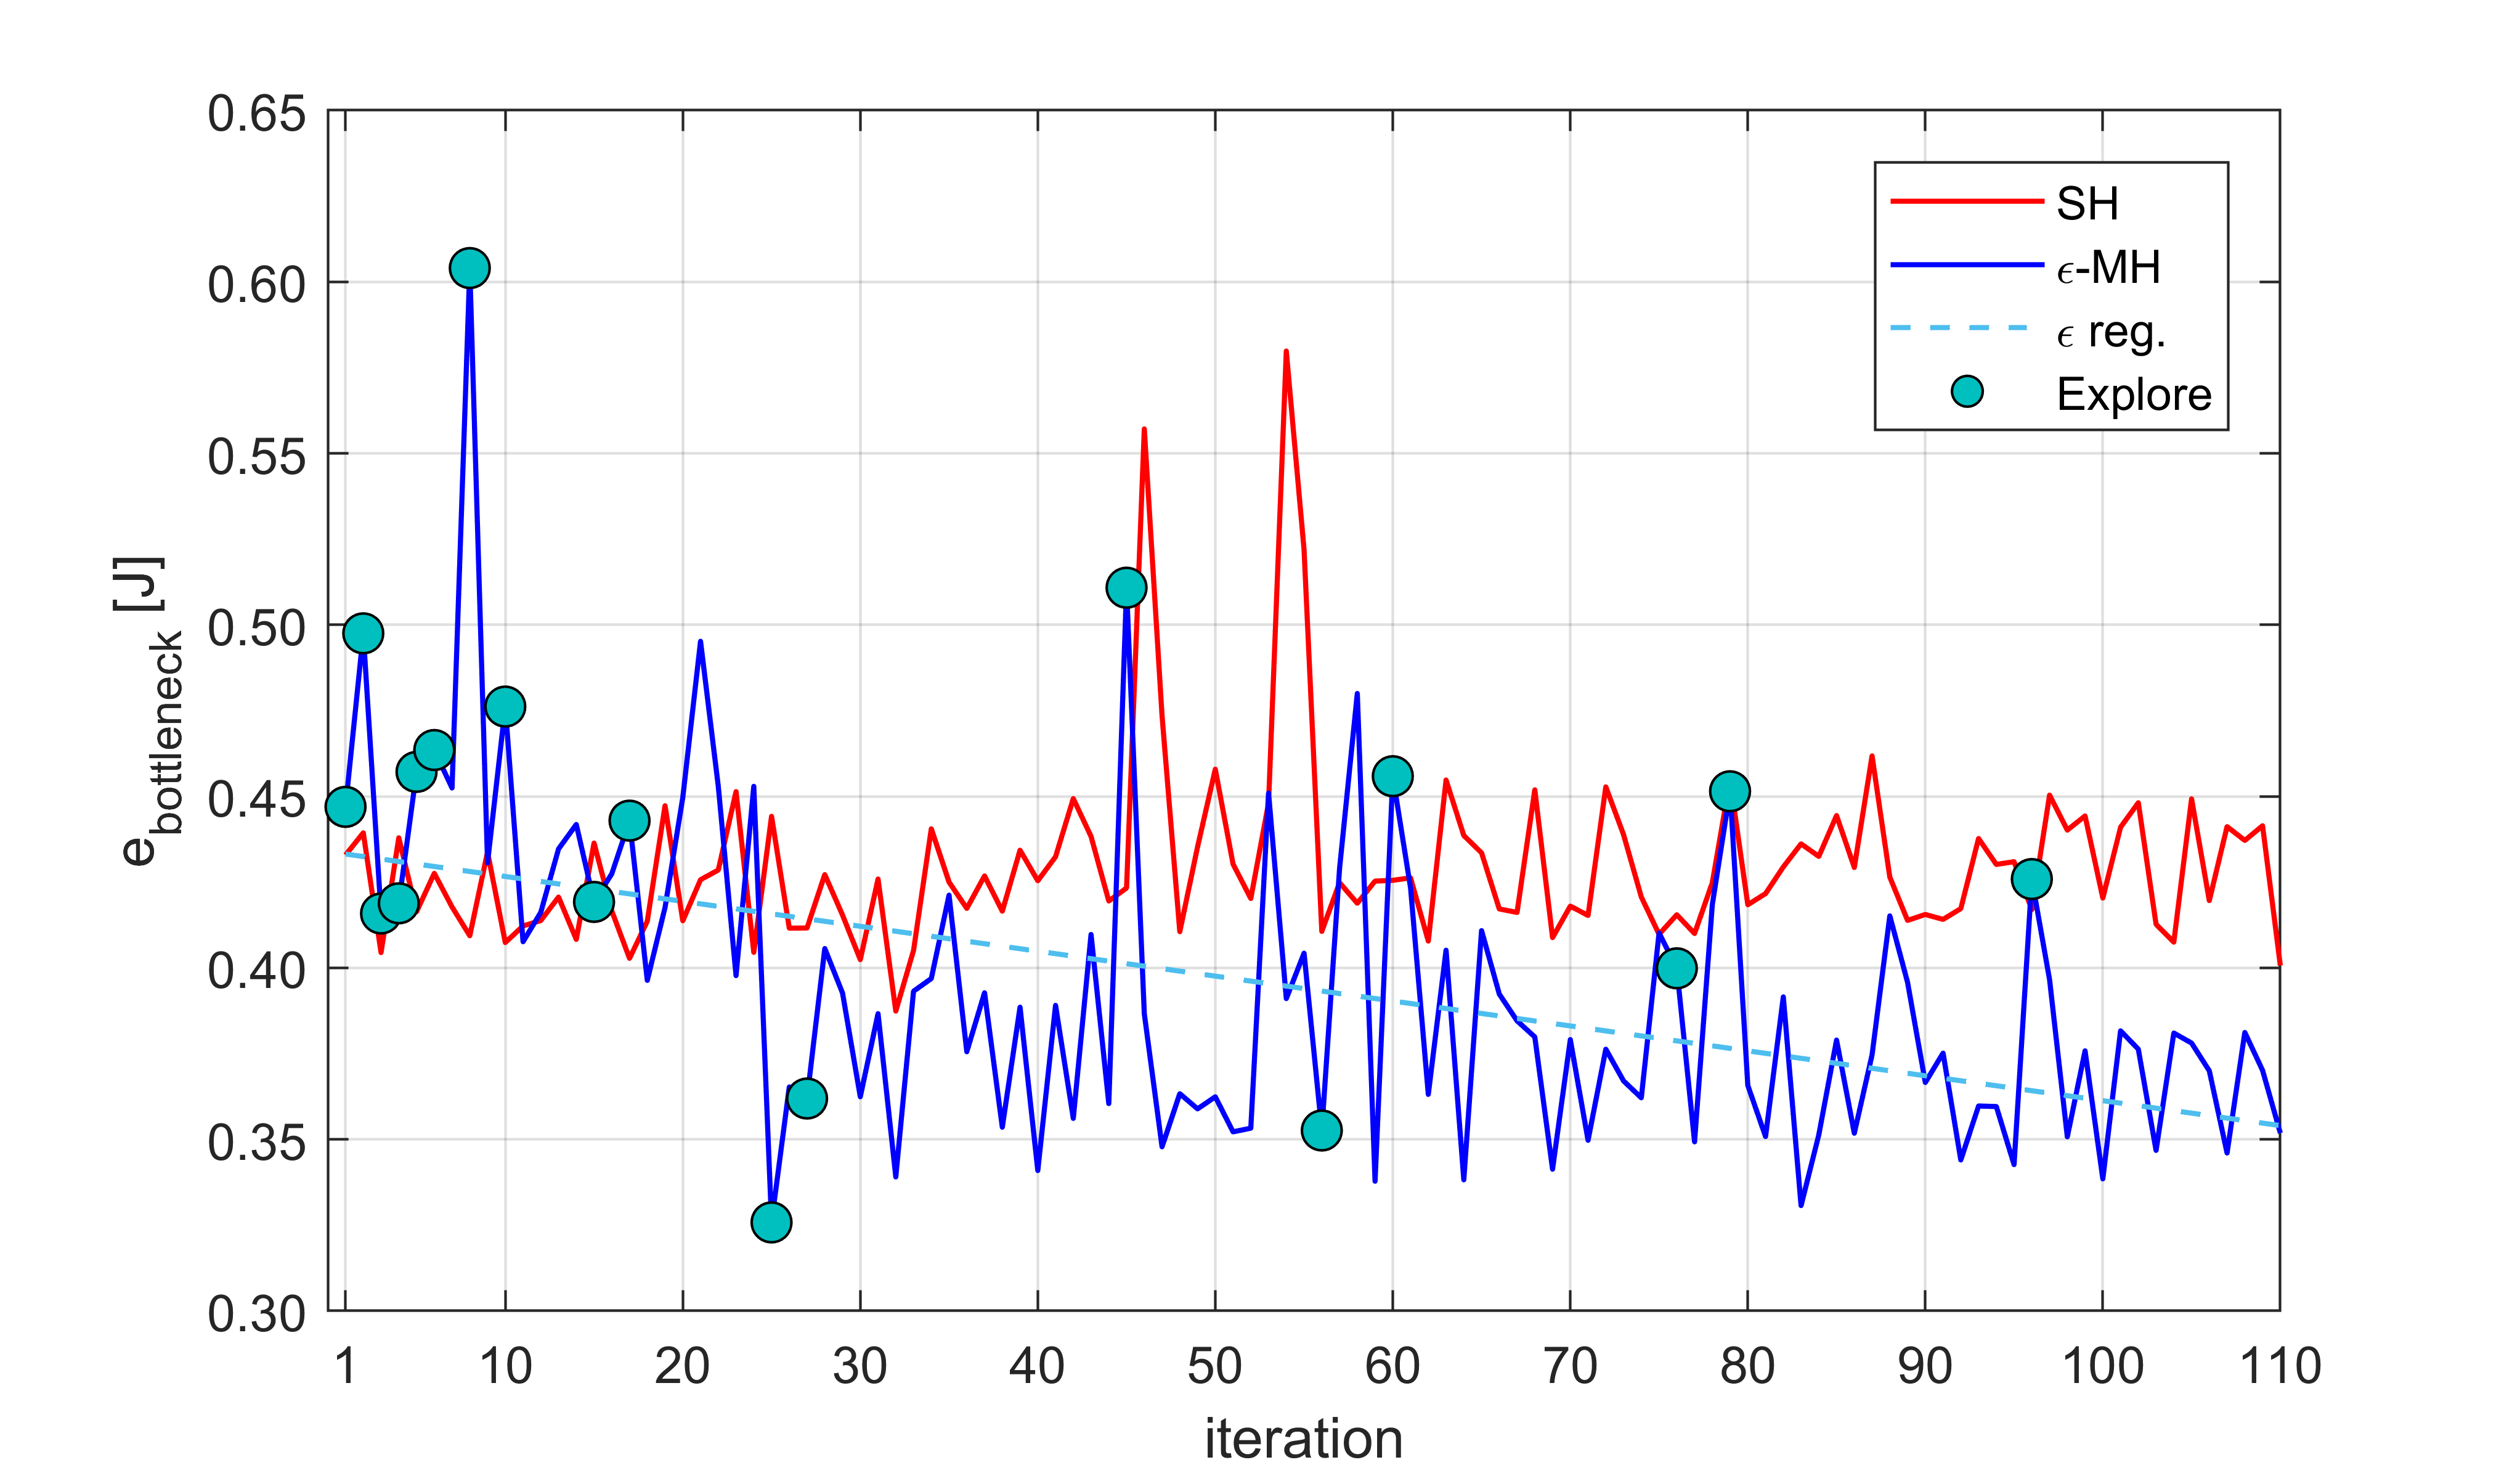 0.65
0.60
0.55
0.50
0.45
0.40
0.35
0.30
e_bottleneck [J]
1 10 20 30 40 50 60 70 80 90 100 110
iteration
SH
ϵ-MH
ϵ reg.
Explore